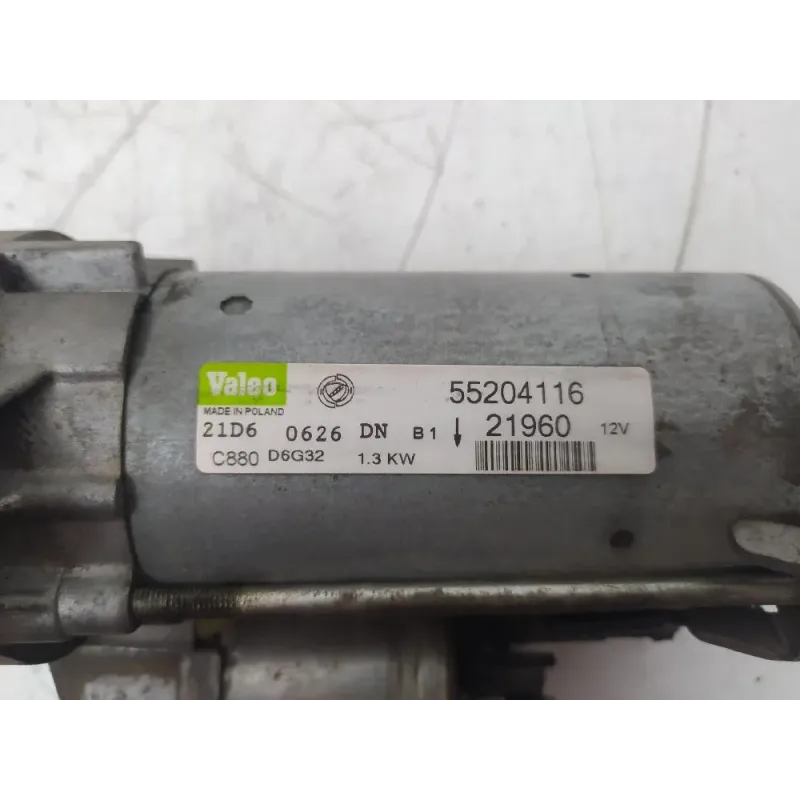 Valeo
55204116
MADE IN POLAND
21D6 0626 DN B1 ↓ 21960 12V
C880 D6G32 1.3 KW